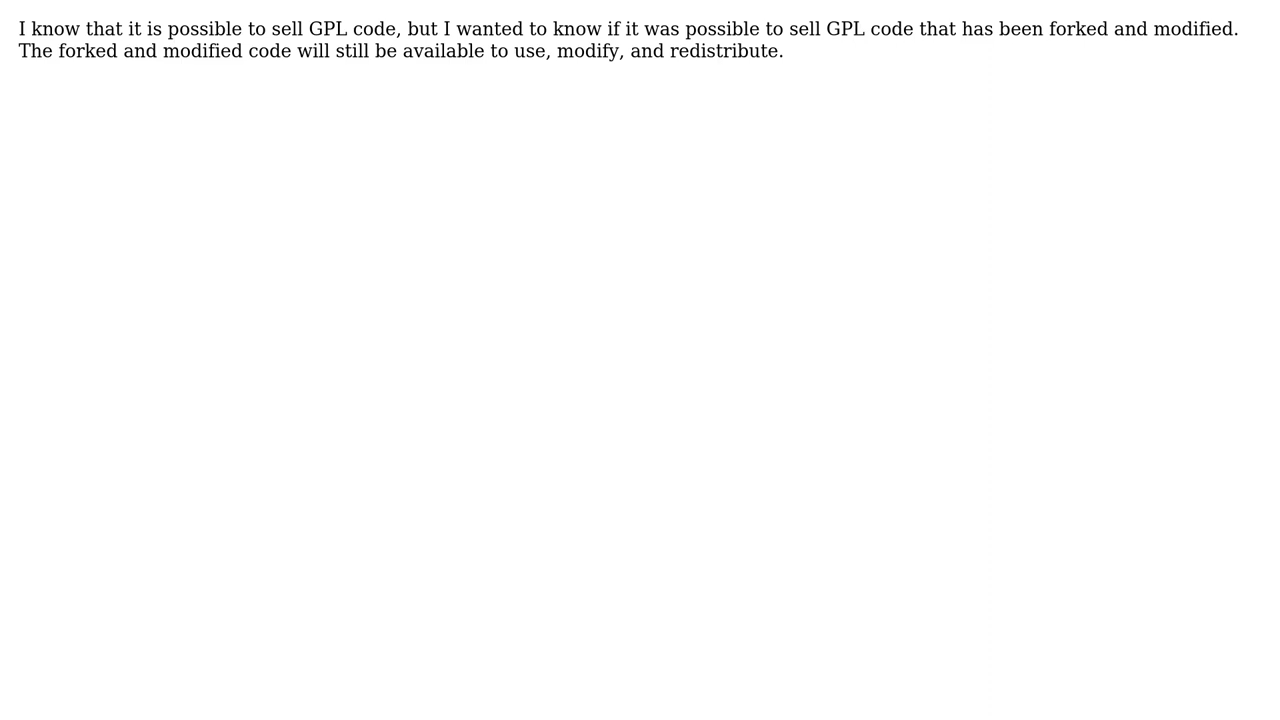 I know that it is possible to sell GPL code, but I wanted to know if it was possible to sell GPL code that has been forked and modified.
The forked and modified code will still be available to use, modify, and redistribute.